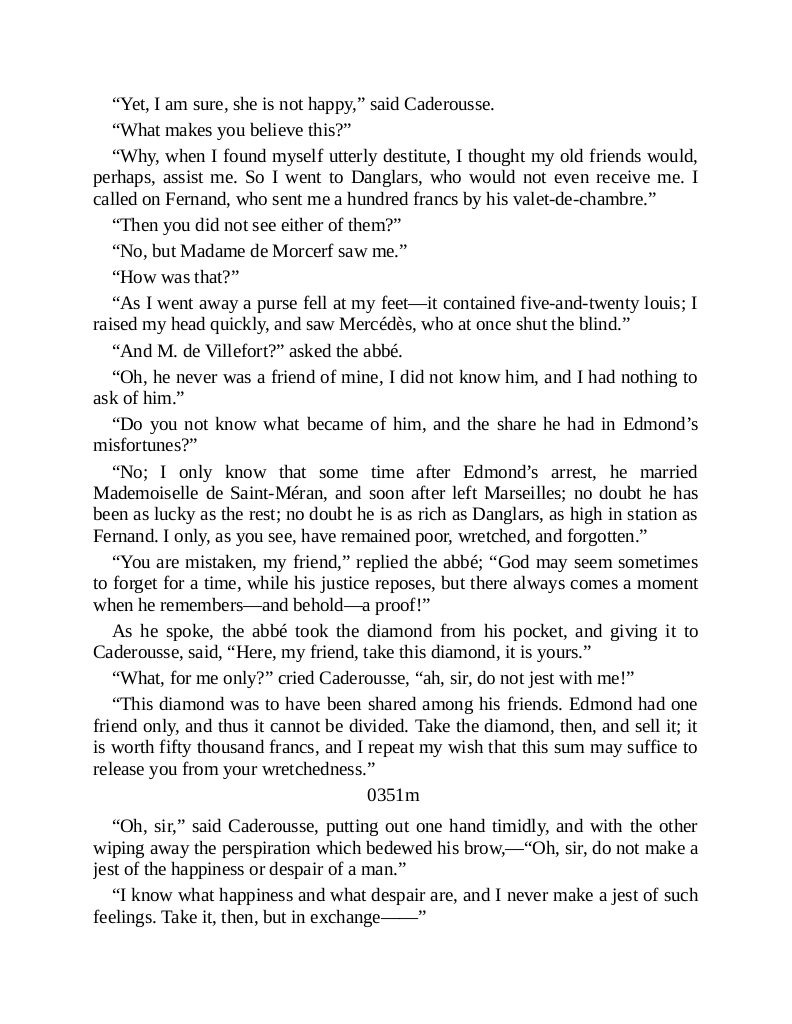 “Yet, I am sure, she is not happy,” said Caderousse.
“What makes you believe this?”
“Why, when I found myself utterly destitute, I thought my old friends would,
perhaps, assist me. So I went to Danglars, who would not even receive me. I
called on Fernand, who sent me a hundred francs by his valet-de-chambre.”
“Then you did not see either of them?”
“No, but Madame de Morcerf saw me.”
“How was that?”
“As I went away a purse fell at my feet—it contained five-and-twenty louis; I
raised my head quickly, and saw Mercédès, who at once shut the blind.”
“And M. de Villefort?” asked the abbé.
“Oh, he never was a friend of mine, I did not know him, and I had nothing to
ask of him.”
“Do you not know what became of him, and the share he had in Edmond’s
misfortunes?”
“No; I only know that some time after Edmond’s arrest, he married
Mademoiselle de Saint-Méran, and soon after left Marseilles; no doubt he has
been as lucky as the rest; no doubt he is as rich as Danglars, as high in station as
Fernand. I only, as you see, have remained poor, wretched, and forgotten.”
“You are mistaken, my friend,” replied the abbé; “God may seem sometimes
to forget for a time, while his justice reposes, but there always comes a moment
when he remembers—and behold—a proof!”
As he spoke, the abbé took the diamond from his pocket, and giving it to
Caderousse, said, “Here, my friend, take this diamond, it is yours.”
“What, for me only?” cried Caderousse, “ah, sir, do not jest with me!”
“This diamond was to have been shared among his friends. Edmond had one
friend only, and thus it cannot be divided. Take the diamond, then, and sell it; it
is worth fifty thousand francs, and I repeat my wish that this sum may suffice to
release you from your wretchedness.”
0351m
“Oh, sir,” said Caderousse, putting out one hand timidly, and with the other
wiping away the perspiration which bedewed his brow,—“Oh, sir, do not make a
jest of the happiness or despair of a man.”
“I know what happiness and what despair are, and I never make a jest of such
feelings. Take it, then, but in exchange——”